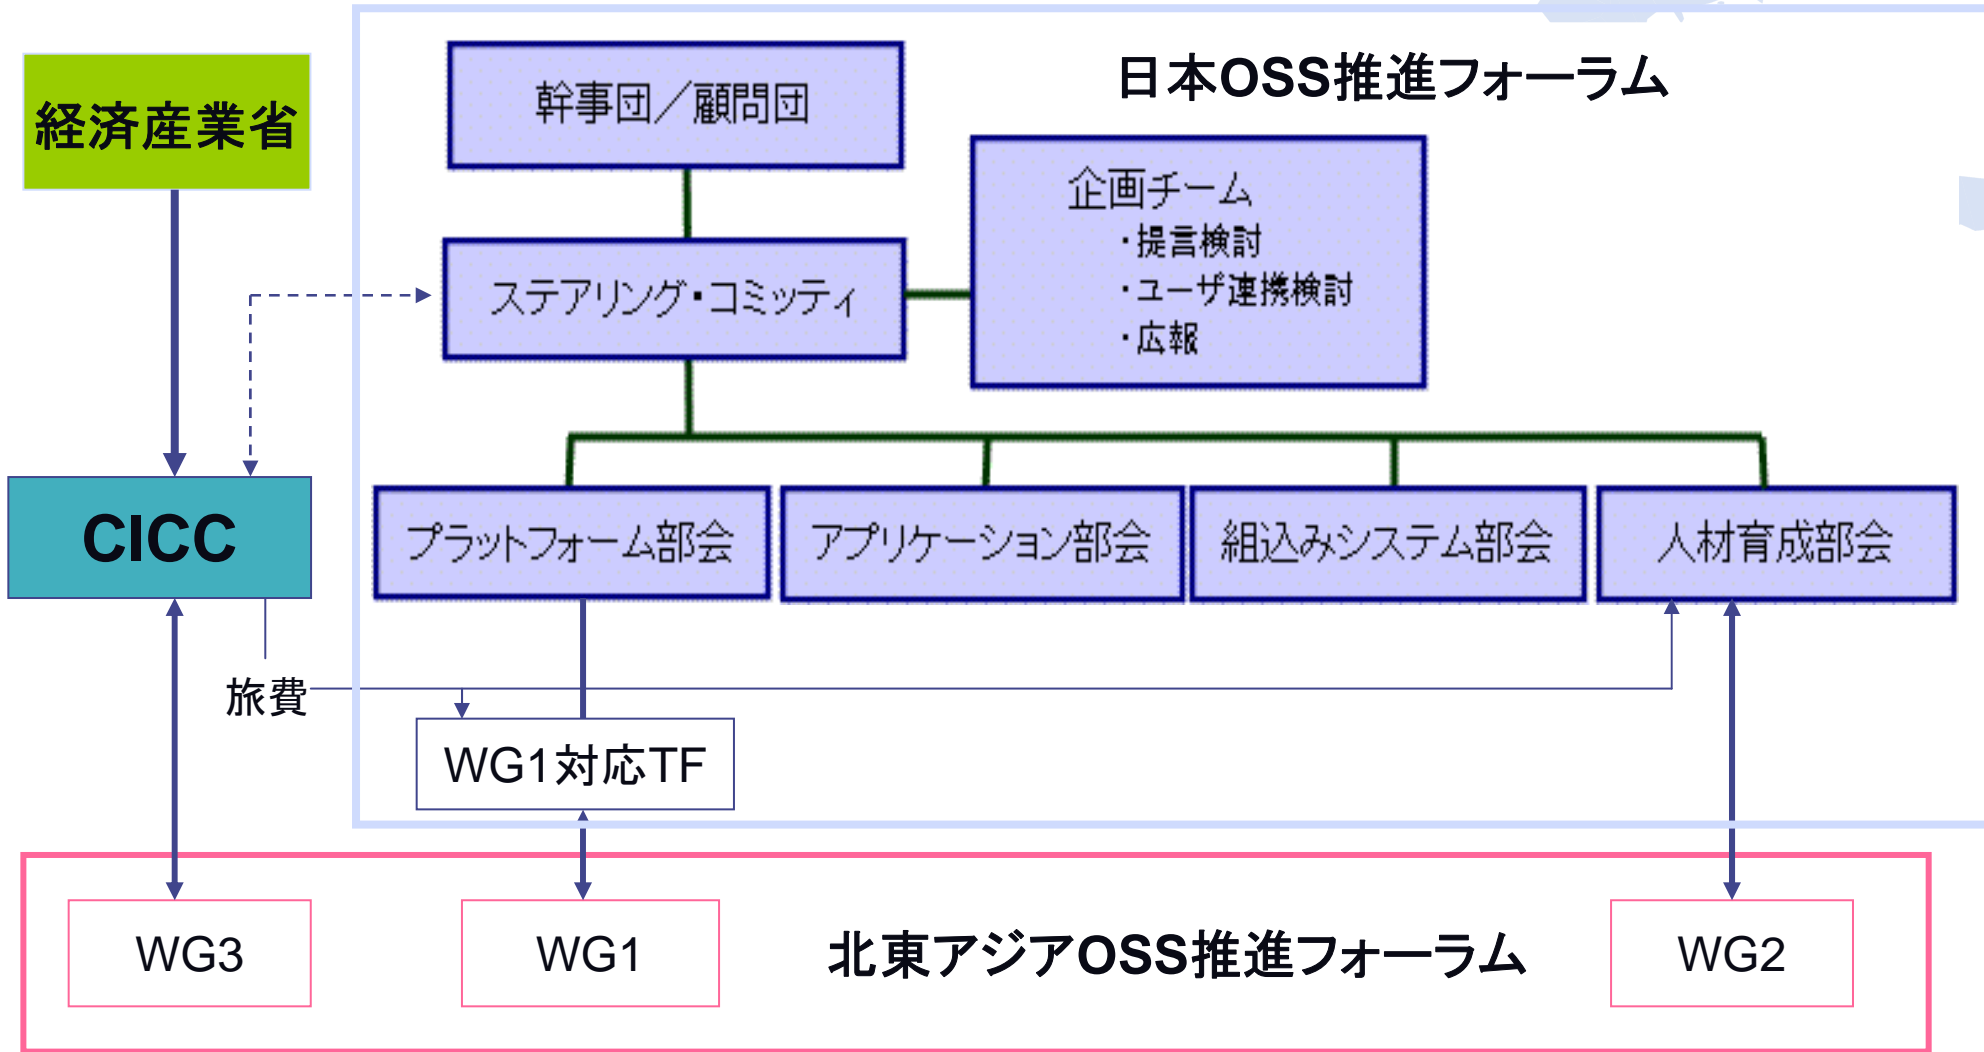 日本OSS推進フォーラム
経済産業省
幹事団／顧問団
企画チーム
・提言検討
・ユーザ連携検討
・広報
ステアリング・コミッティ
CICC
プラットフォーム部会
アプリケーション部会
組込みシステム部会
人材育成部会
旅費
WG1対応TF
WG3
WG1
北東アジアOSS推進フォーラム
WG2